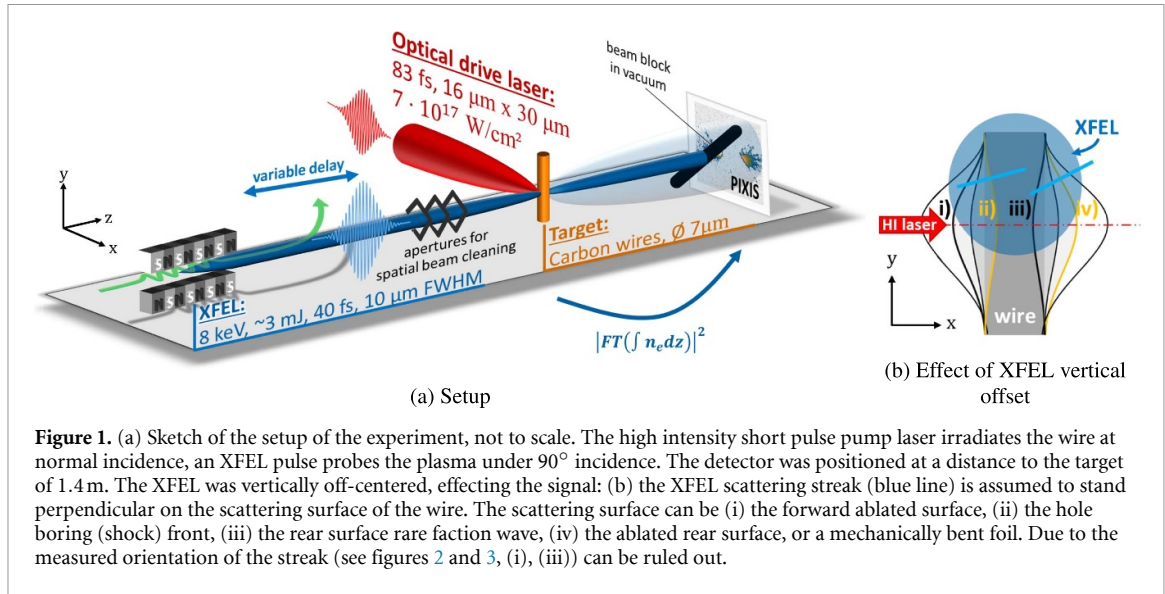 Optical drive laser:
83 fs, 16 µm x 30 µm
7 · 10¹⁷ W/cm²
beam block
in vacuum
variable delay
PIXIS
y
z
x
apertures for
spatial beam cleaning
Target:
Carbon wires, Ø 7µm
S N S N S N S N
N S N S N S
XFEL:
8 keV, ~3 mJ, 40 fs, 10 µm FWHM
|FT(∫ nₑdz)|²
(a) Setup
XFEL
i) ii) iii) iv)
HI laser
y
x
wire
(b) Effect of XFEL vertical
offset
Figure 1. (a) Sketch of the setup of the experiment, not to scale. The high intensity short pulse pump laser irradiates the wire at
normal incidence, an XFEL pulse probes the plasma under 90° incidence. The detector was positioned at a distance to the target
of 1.4 m. The XFEL was vertically off-centered, effecting the signal: (b) the XFEL scattering streak (blue line) is assumed to stand
perpendicular on the scattering surface of the wire. The scattering surface can be (i) the forward ablated surface, (ii) the hole
boring (shock) front, (iii) the rear surface rare faction wave, (iv) the ablated rear surface, or a mechanically bent foil. Due to the
measured orientation of the streak (see figures 2 and 3, (i), (iii)) can be ruled out.